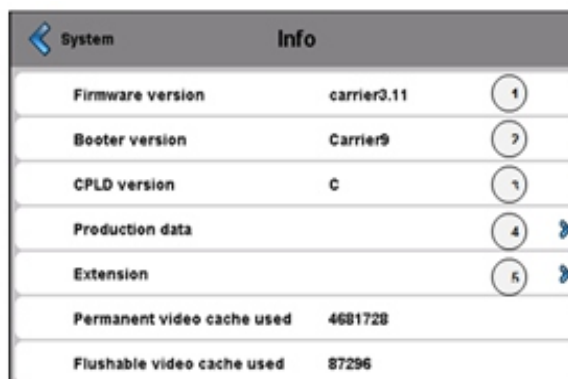 System Info
Firmware version carrier3.11 1
Booter version Carrier9 2
CPLD version C 3
Production data 4
Extension 5
Permanent video cache used 4681728
Flushable video cache used 87296